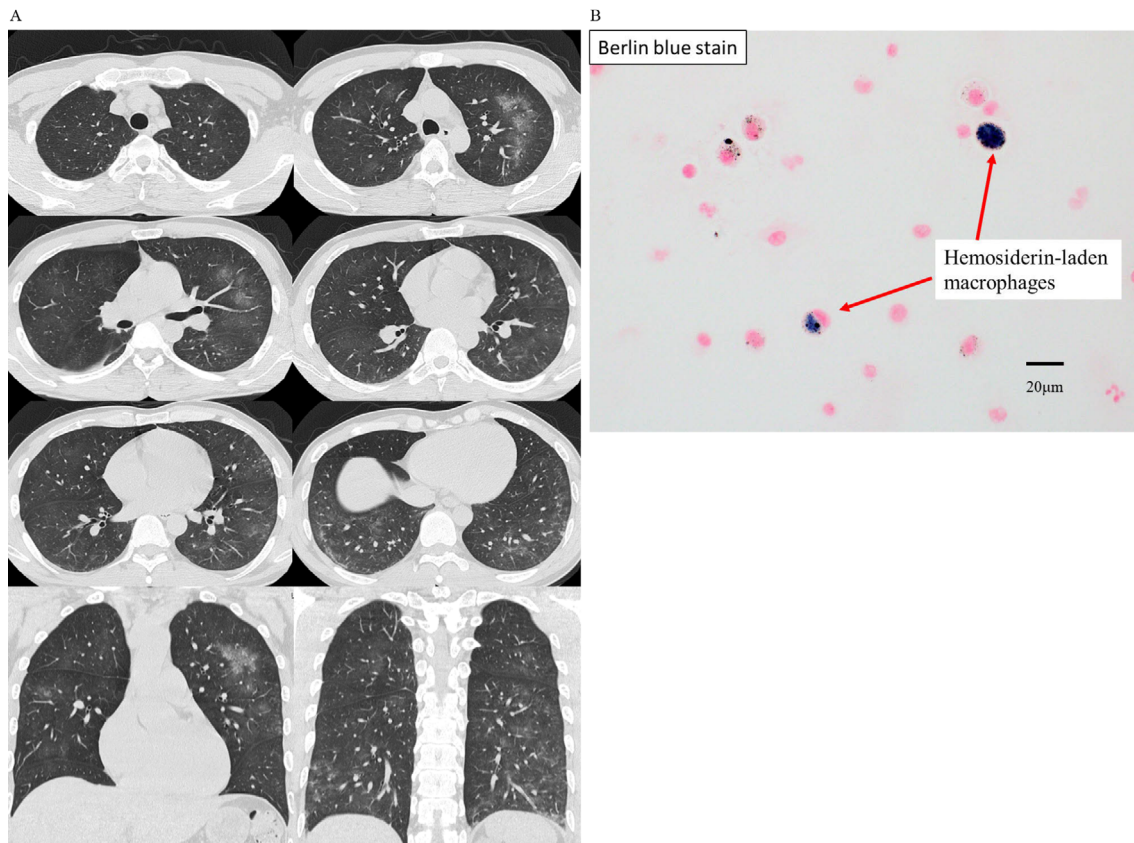 A
B
Berlin blue stain
Hemosiderin-laden
macrophages
20μm